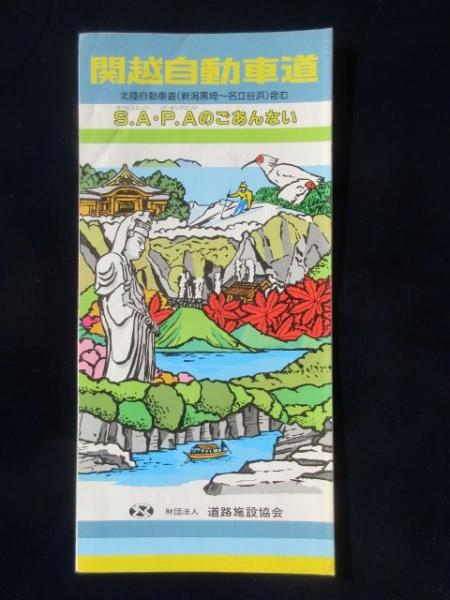 関越自動車道
北陸自動車道(新潟黒埼～名立谷浜)含む
サービスエリア パーキングエリア
S.A・P.Aのごあんない
財団法人 道路施設協会